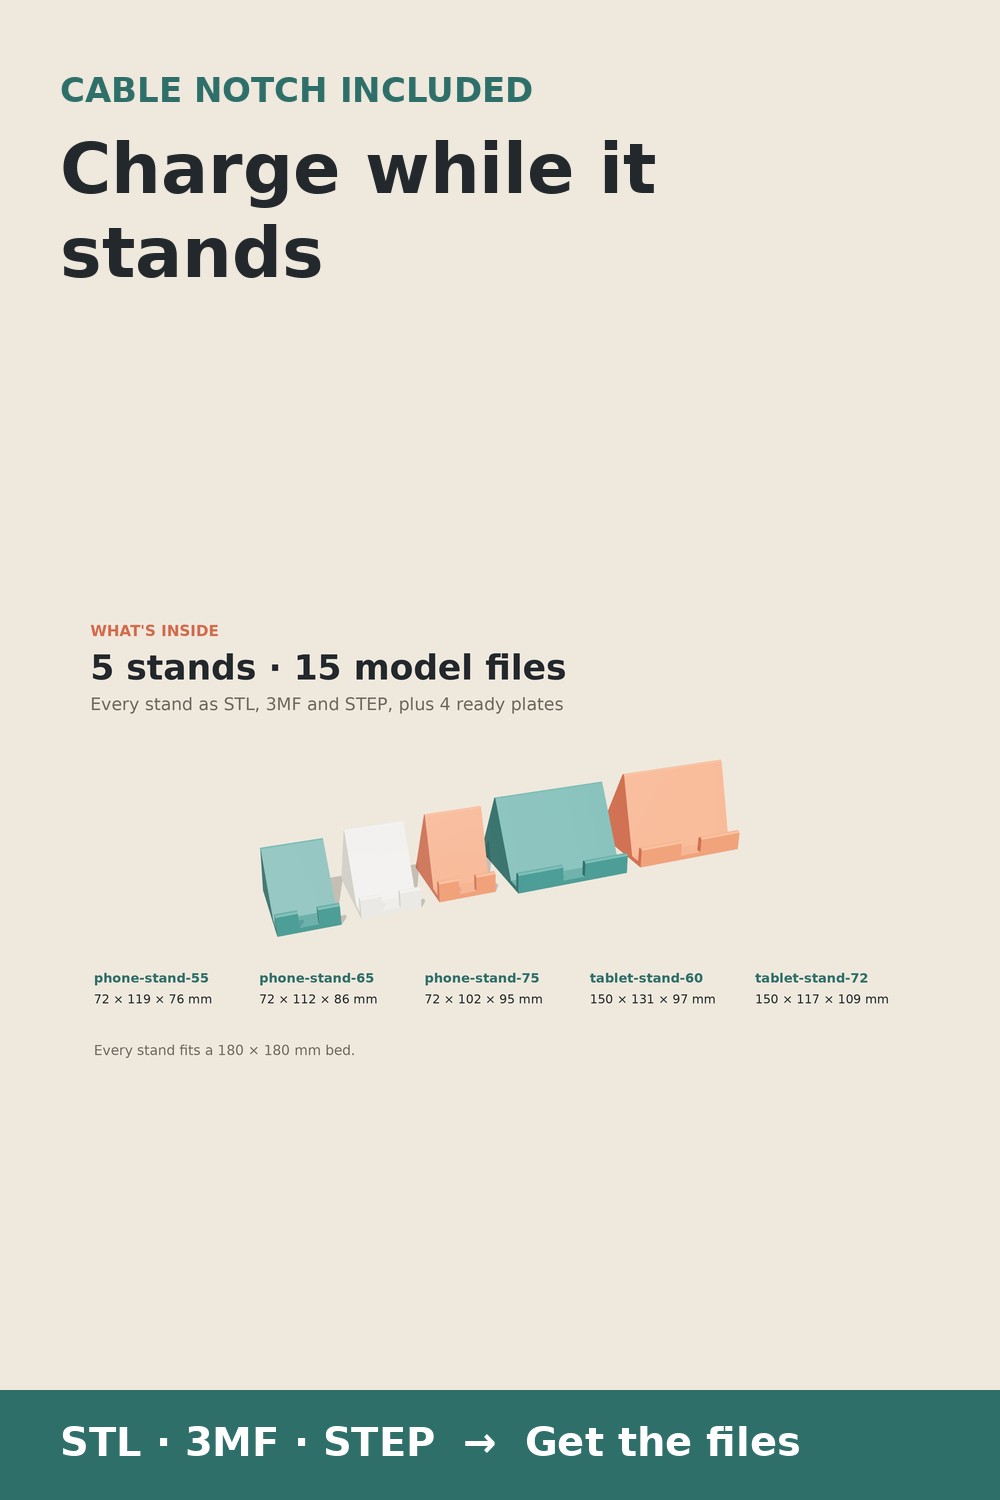 CABLE NOTCH INCLUDED
Charge while it
stands
WHAT'S INSIDE
5 stands · 15 model files
Every stand as STL, 3MF and STEP, plus 4 ready plates
phone-stand-55
72 × 119 × 76 mm
phone-stand-65
72 × 112 × 86 mm
phone-stand-75
72 × 102 × 95 mm
tablet-stand-60
150 × 131 × 97 mm
tablet-stand-72
150 × 117 × 109 mm
Every stand fits a 180 × 180 mm bed.
STL · 3MF · STEP → Get the files